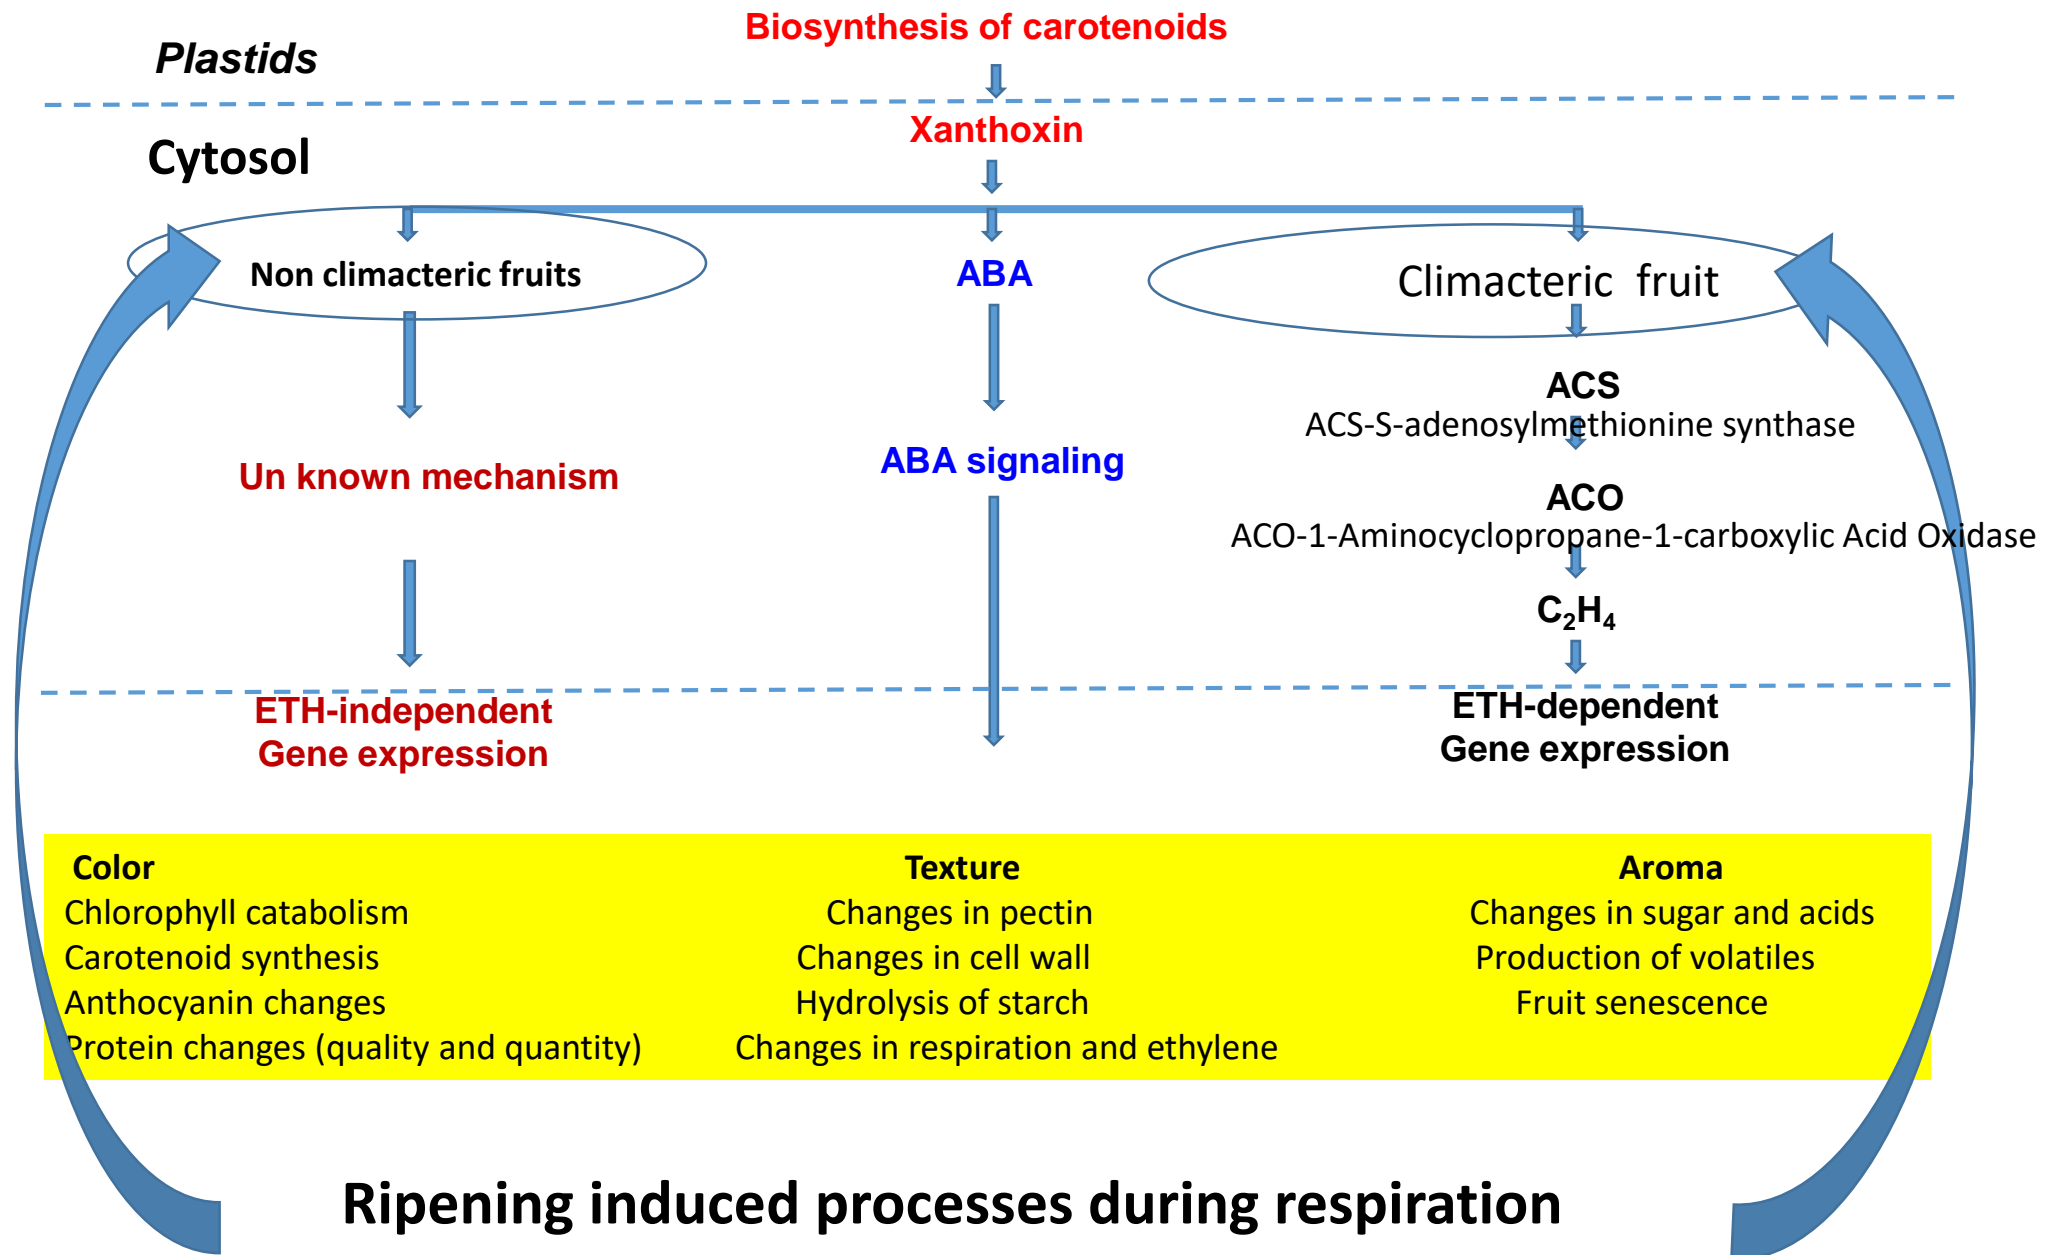 Biosynthesis of carotenoids
Plastids
Xanthoxin
Cytosol
Non climacteric fruits
ABA
Climacteric fruit
ACS
ACS-S-adenosylmethionine synthase
Un known mechanism
ABA signaling
ACO
ACO-1-Aminocyclopropane-1-carboxylic Acid Oxidase
C₂H₄
ETH-independent
Gene expression
ETH-dependent
Gene expression
Color
Texture
Aroma
Chlorophyll catabolism
Changes in pectin
Changes in sugar and acids
Carotenoid synthesis
Changes in cell wall
Production of volatiles
Anthocyanin changes
Hydrolysis of starch
Fruit senescence
Protein changes (quality and quantity)
Changes in respiration and ethylene
Ripening induced processes during respiration